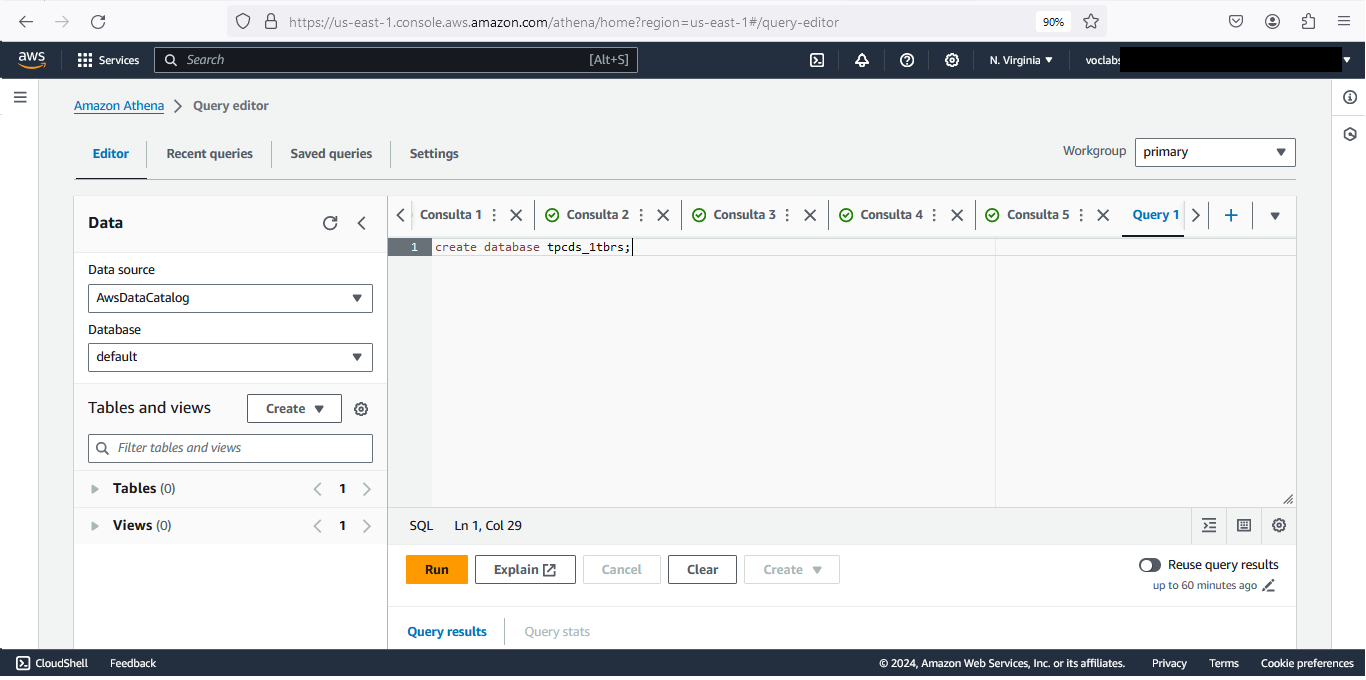 https://us-east-1.console.aws.amazon.com/athena/home?region=us-east-1#/query-editor 90%
aws Services Search [Alt+S] N. Virginia voclabs
Amazon Athena Query editor
Editor Recent queries Saved queries Settings
Workgroup primary
Data
Data source
AwsDataCatalog
Database
default
Tables and views Create
Filter tables and views
Tables (0) 1
Views (0) 1
Consulta 1 Consulta 2 Consulta 3 Consulta 4 Consulta 5 Query 1
1 create database tpcds_1tbrs;
SQL Ln 1, Col 29
Run Explain Cancel Clear Create
Reuse query results
up to 60 minutes ago
Query results Query stats
CloudShell Feedback © 2024, Amazon Web Services, Inc. or its affiliates. Privacy Terms Cookie preferences